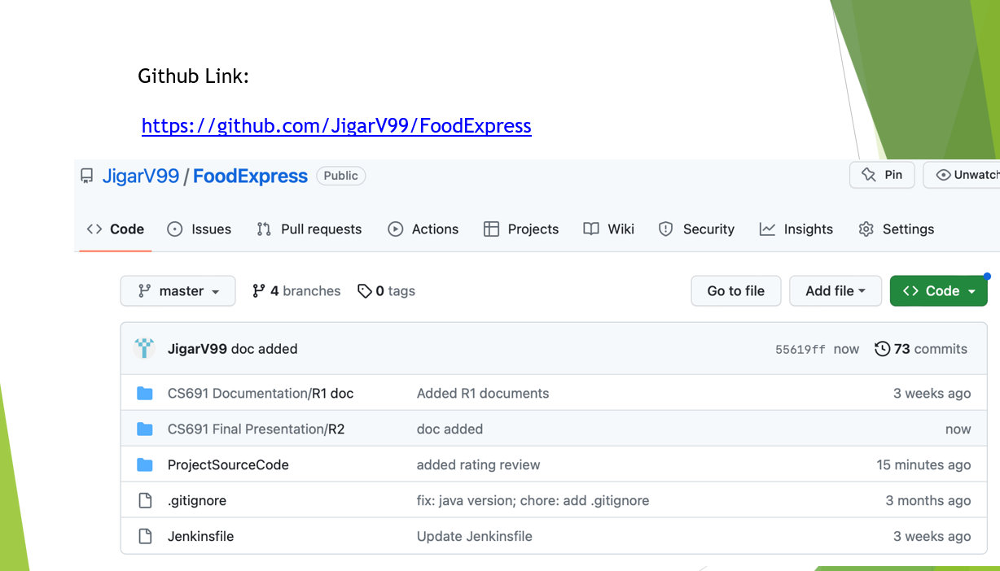 Github Link:
https://github.com/JigarV99/FoodExpress
JigarV99 / FoodExpress Public Pin Unwatch
Code Issues Pull requests Actions Projects Wiki Security Insights Settings
master 4 branches 0 tags Go to file Add file Code
JigarV99 doc added 55619ff now 73 commits
CS691 Documentation/R1 doc Added R1 documents 3 weeks ago
CS691 Final Presentation/R2 doc added now
ProjectSourceCode added rating review 15 minutes ago
.gitignore fix: java version; chore: add .gitignore 3 months ago
Jenkinsfile Update Jenkinsfile 3 weeks ago